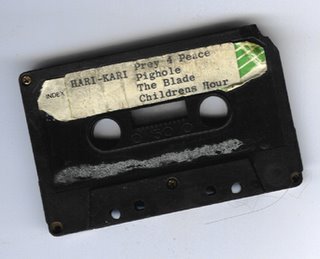 HARI-KARI Prey 4 Peace
Pighole
The Blade
Childrens Hour
INDEX